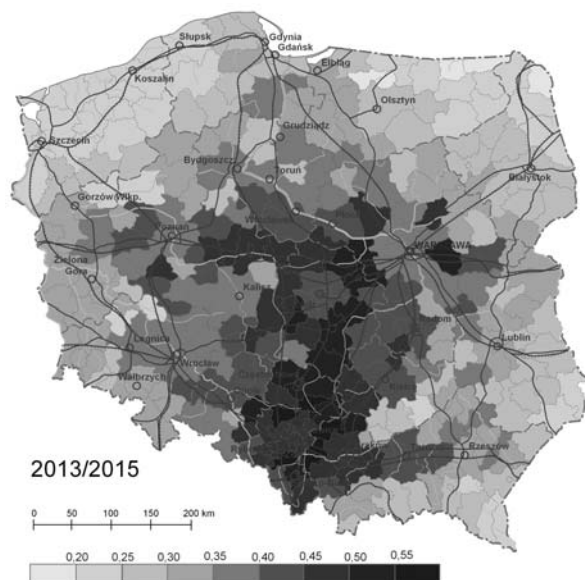 Gdynia
Słupsk
Gdańsk
Koszalin
Elbląg
Olsztyn
Grudziądz
Szczecin
Bydgoszcz
Toruń
Białystok
Gorzów Wlkp.
Poznań
WARSZAWA
Zielona
Góra
Kalisz
Legnica
Lublin
Wrocław
Wałbrzych
Rzeszów
2013/2015
0 50 100 150 200 km
0,20 0,25 0,30 0,35 0,40 0,45 0,50 0,55